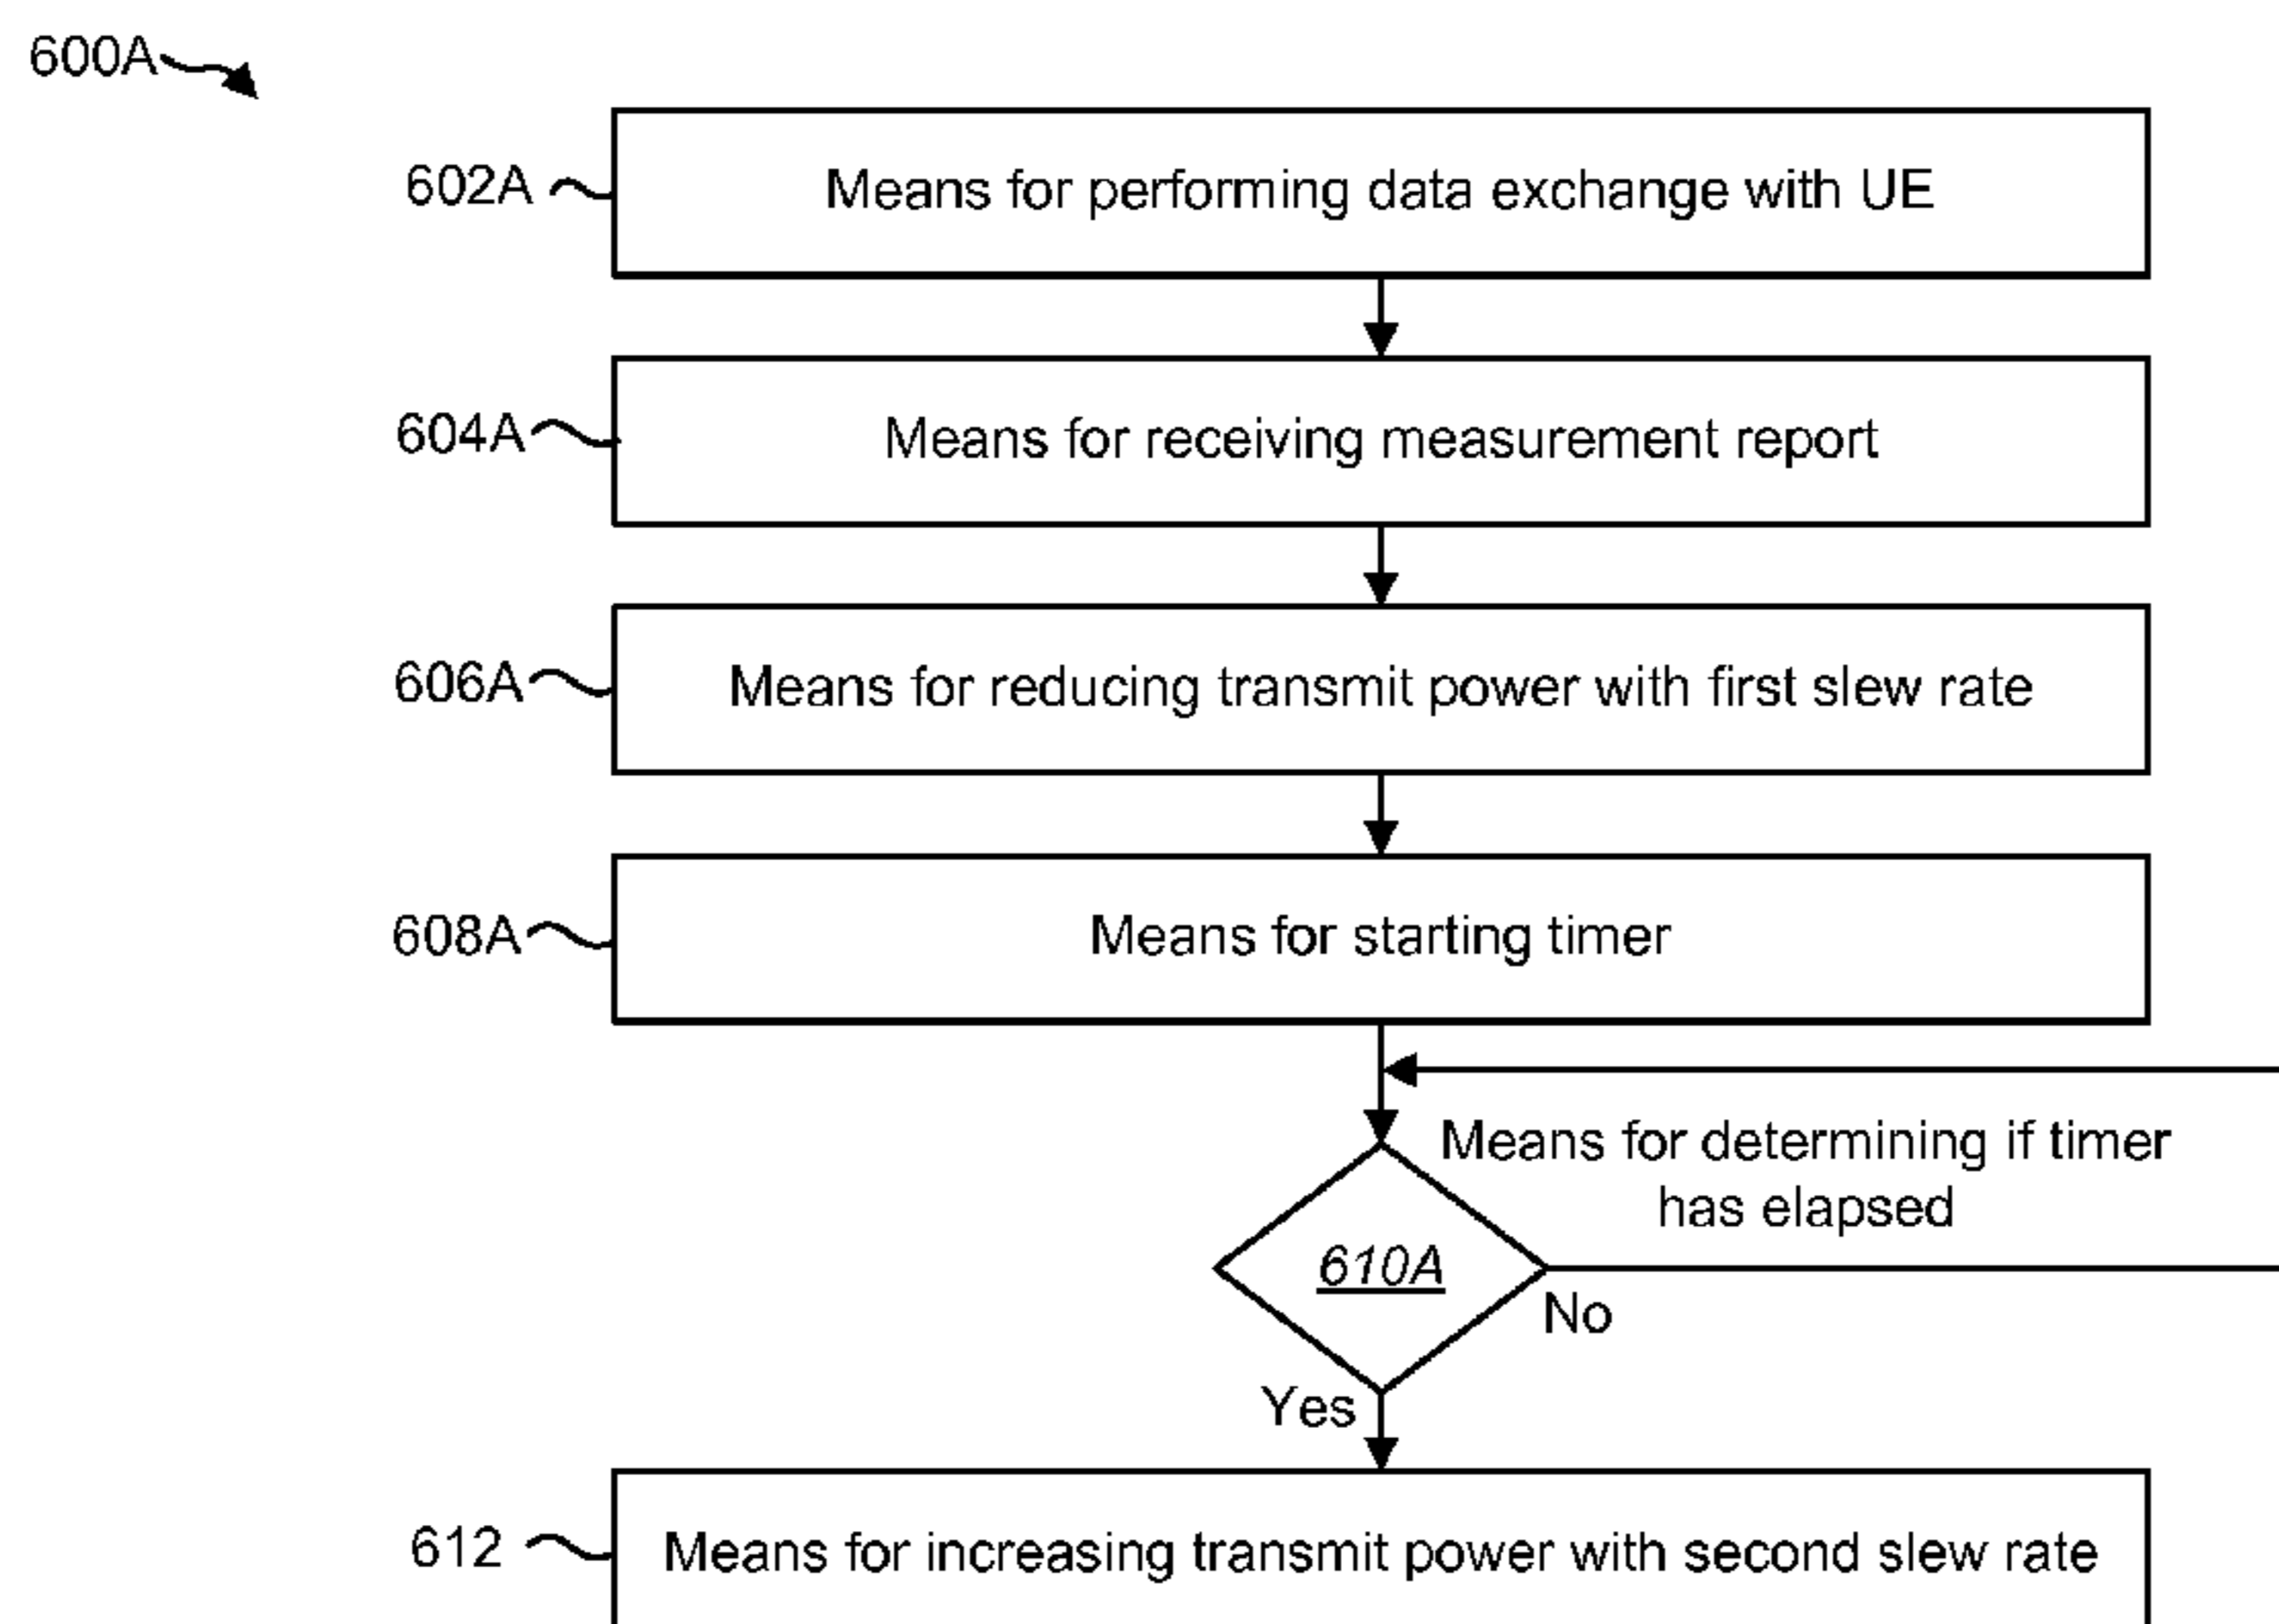 600A
602A
Means for performing data exchange with UE
604A
Means for receiving measurement report
606A
Means for reducing transmit power with first slew rate
608A
Means for starting timer
Means for determining if timer
has elapsed
610A
No
Yes
612
Means for increasing transmit power with second slew rate